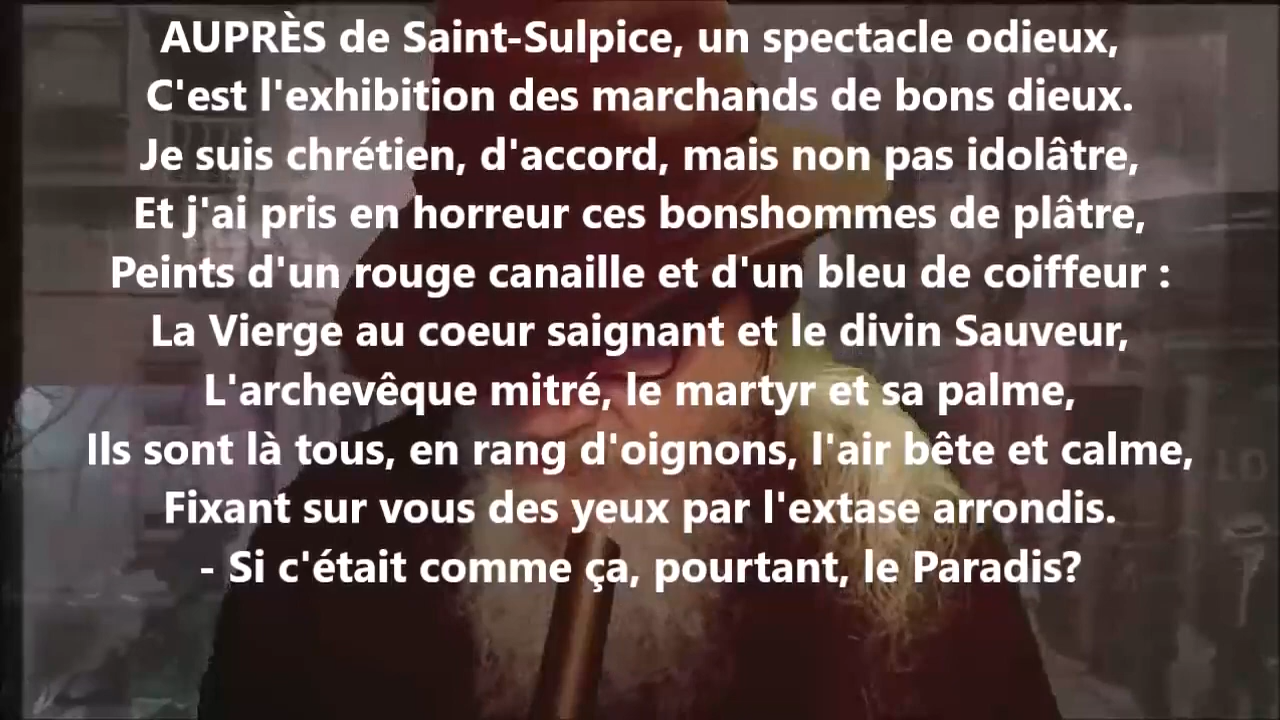 AUPRÈS de Saint-Sulpice, un spectacle odieux,
C'est l'exhibition des marchands de bons dieux.
Je suis chrétien, d'accord, mais non pas idolâtre,
Et j'ai pris en horreur ces bonshommes de plâtre,
Peints d'un rouge canaille et d'un bleu de coiffeur :
La Vierge au coeur saignant et le divin Sauveur,
L'archevêque mitré, le martyr et sa palme,
Ils sont là tous, en rang d'oignons, l'air bête et calme,
Fixant sur vous des yeux par l'extase arrondis.
- Si c'était comme ça, pourtant, le Paradis?